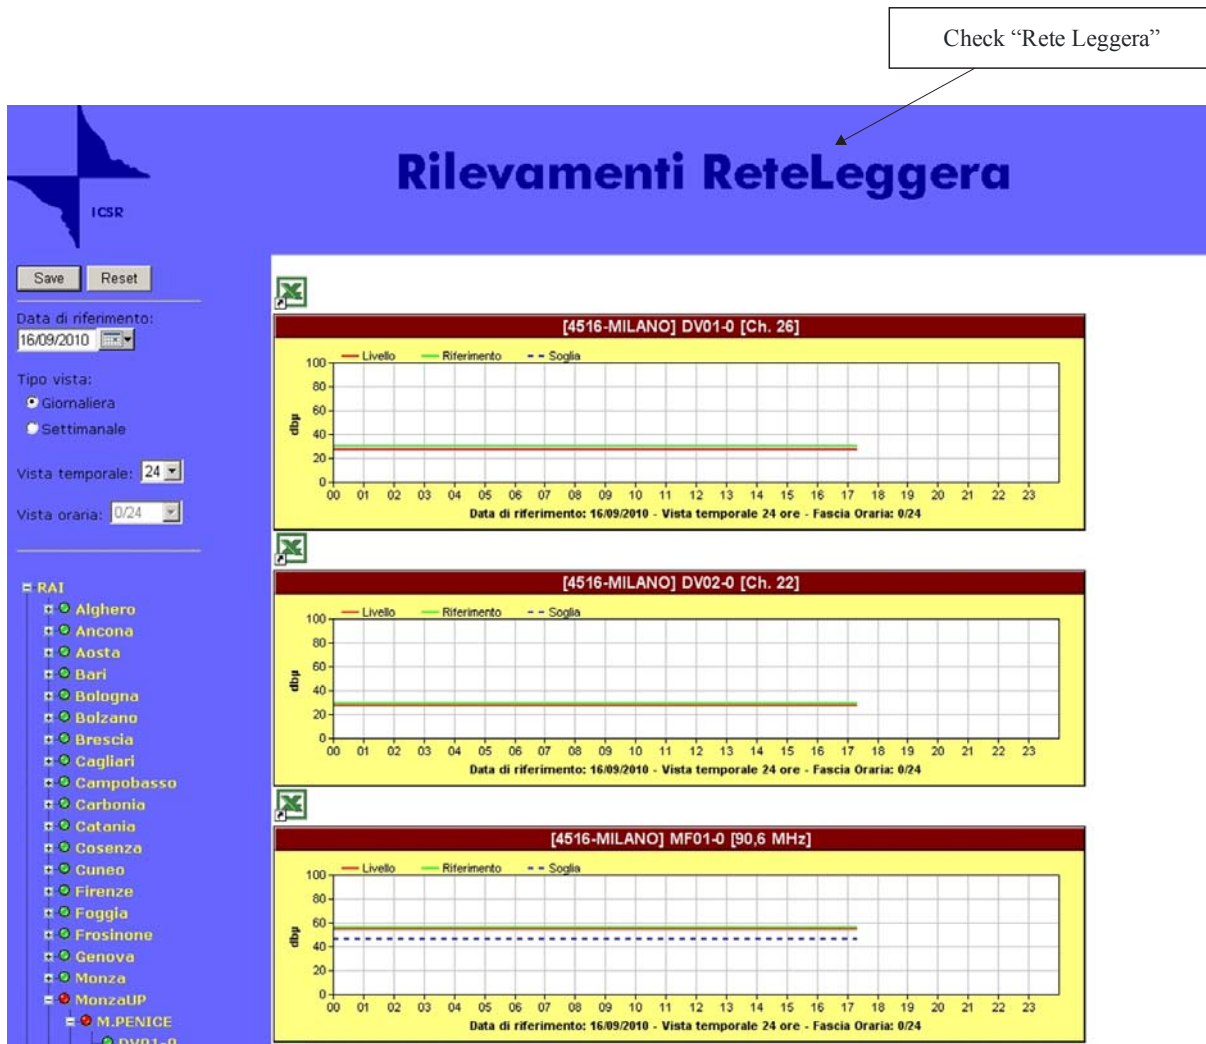 Check “Rete Leggera”
Rilevamenti ReteLeggera
ICSR
Save Reset
Data di riferimento:
16/09/2010
Tipo vista:
Giornaliera
Settimanale
Vista temporale: 24
Vista oraria: 0/24
RAI
Alghero
Ancona
Aosta
Bari
Bologna
Bolzano
Brescia
Cagliari
Campobasso
Carbonia
Catania
Cosenza
Cuneo
Firenze
Foggia
Frosinone
Genova
Monza
MonzaUP
M.PENICE
DV01-0
[4516-MILANO] DV01-0 [Ch. 26]
Livello Riferimento Soglia
100
80
60
40
20
0
dbµ
00 01 02 03 04 05 06 07 08 09 10 11 12 13 14 15 16 17 18 19 20 21 22 23
Data di riferimento: 16/09/2010 - Vista temporale 24 ore - Fascia Oraria: 0/24
[4516-MILANO] DV02-0 [Ch. 22]
Livello Riferimento Soglia
100
80
60
40
20
0
dbµ
00 01 02 03 04 05 06 07 08 09 10 11 12 13 14 15 16 17 18 19 20 21 22 23
Data di riferimento: 16/09/2010 - Vista temporale 24 ore - Fascia Oraria: 0/24
[4516-MILANO] MF01-0 [90,6 MHz]
Livello Riferimento Soglia
100
80
60
40
20
0
dbµ
00 01 02 03 04 05 06 07 08 09 10 11 12 13 14 15 16 17 18 19 20 21 22 23
Data di riferimento: 16/09/2010 - Vista temporale 24 ore - Fascia Oraria: 0/24